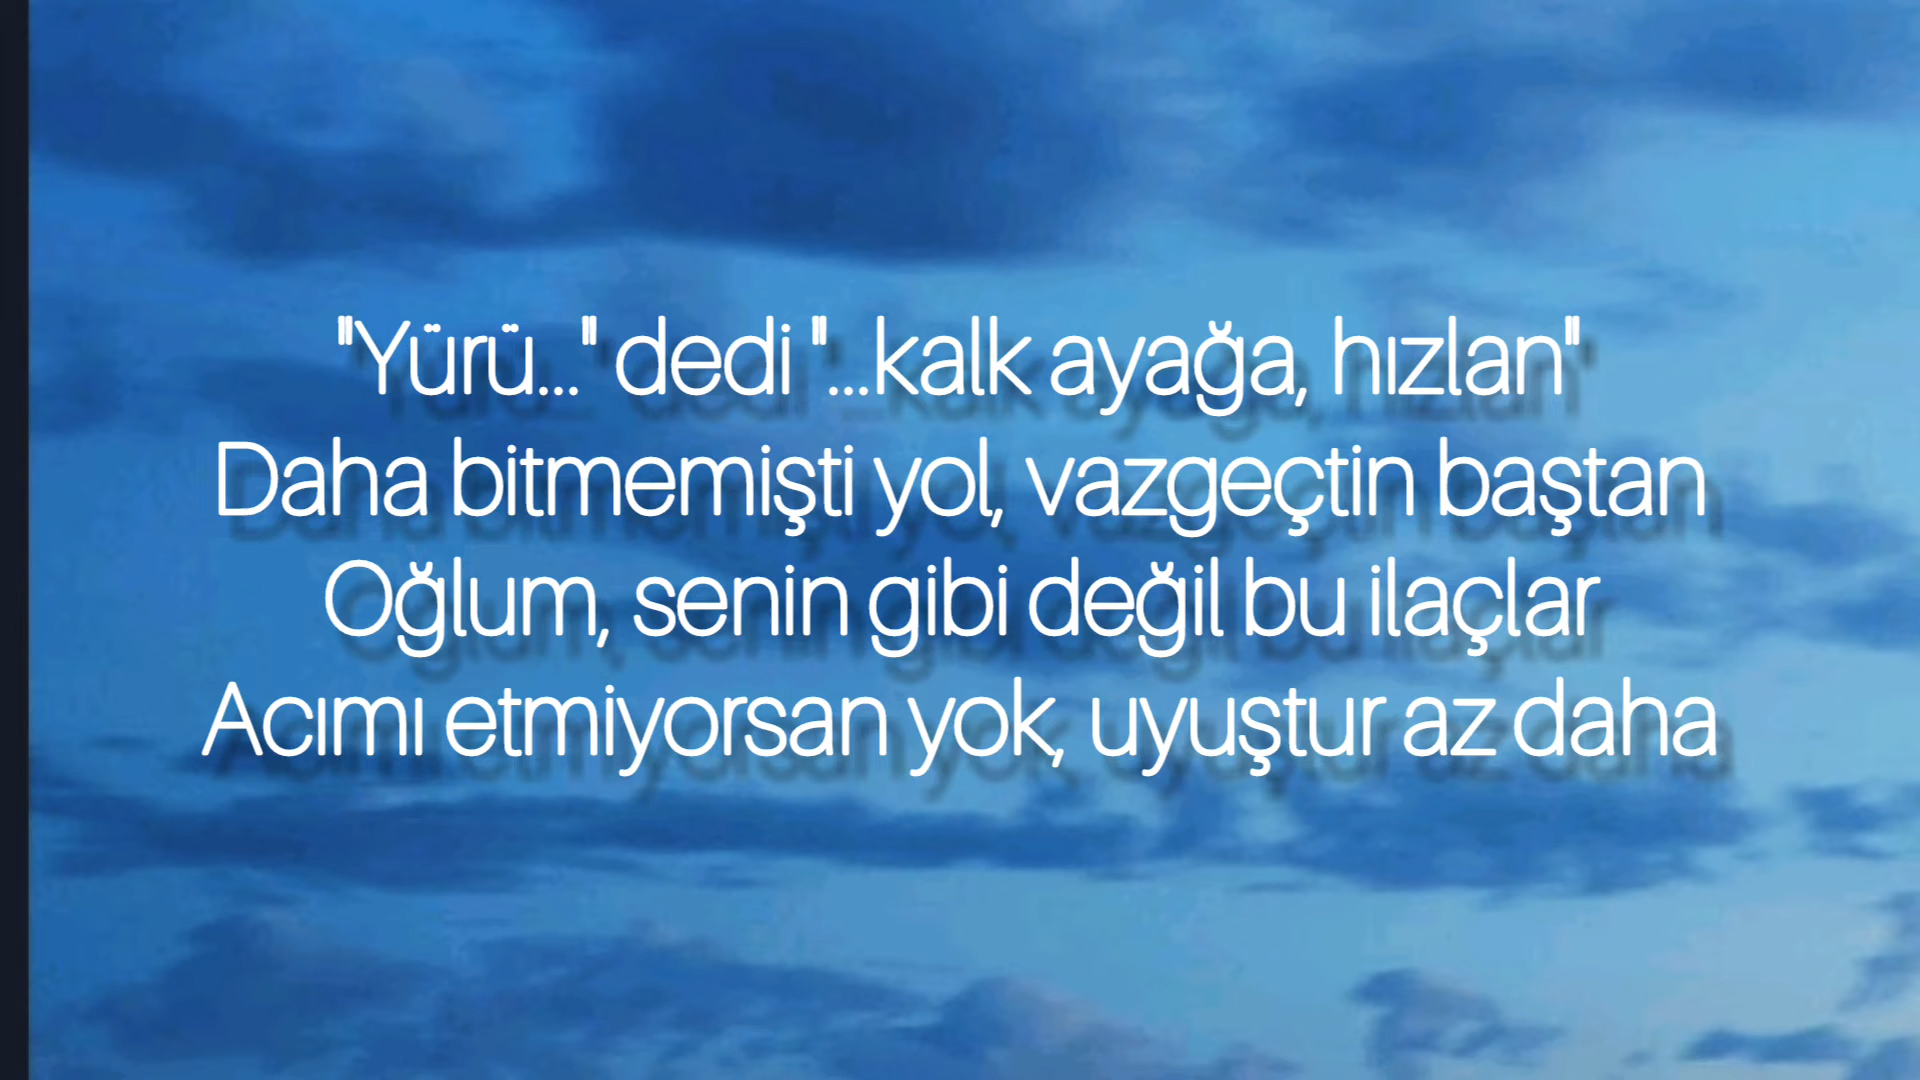 "Yürü..." dedi "...kalk ayağa, hızlan"
Daha bitmemişti yol, vazgeçtin baştan
Oğlum, senin gibi değil bu ilaçlar
Acımı etmiyorsan yok, uyuştur az daha